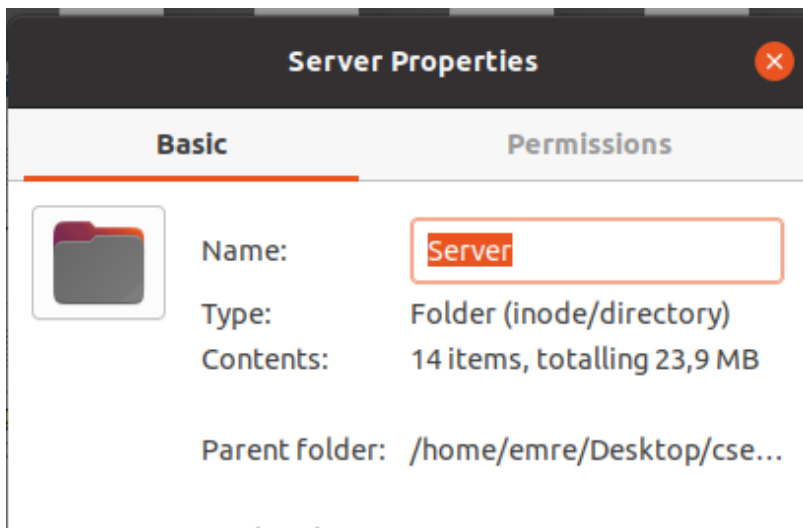 Server Properties
Basic Permissions
Name: Server
Type: Folder (inode/directory)
Contents: 14 items, totalling 23,9 MB
Parent folder: /home/emre/Desktop/cse…